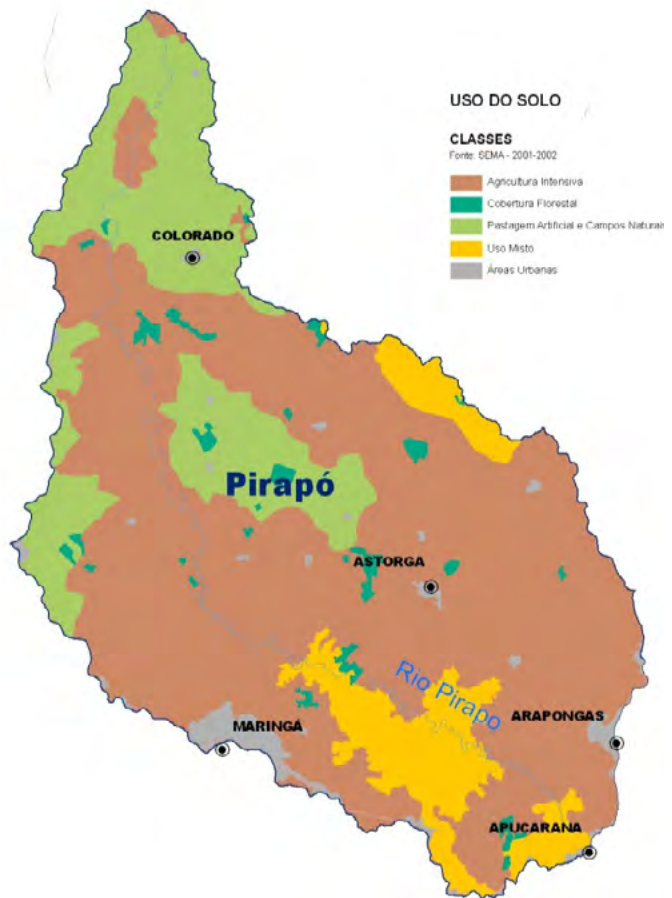 USO DO SOLO
CLASSES
Fonte: SEMA - 2001-2002
Agricultura Intensiva
Cobertura Florestal
Pastagem Artificial e Campos Naturais
Uso Misto
Áreas Urbanas
COLORADO
Pirapó
ASTORGA
Rio Pirapo
MARINGÁ
ARAPONGAS
APUCARANA